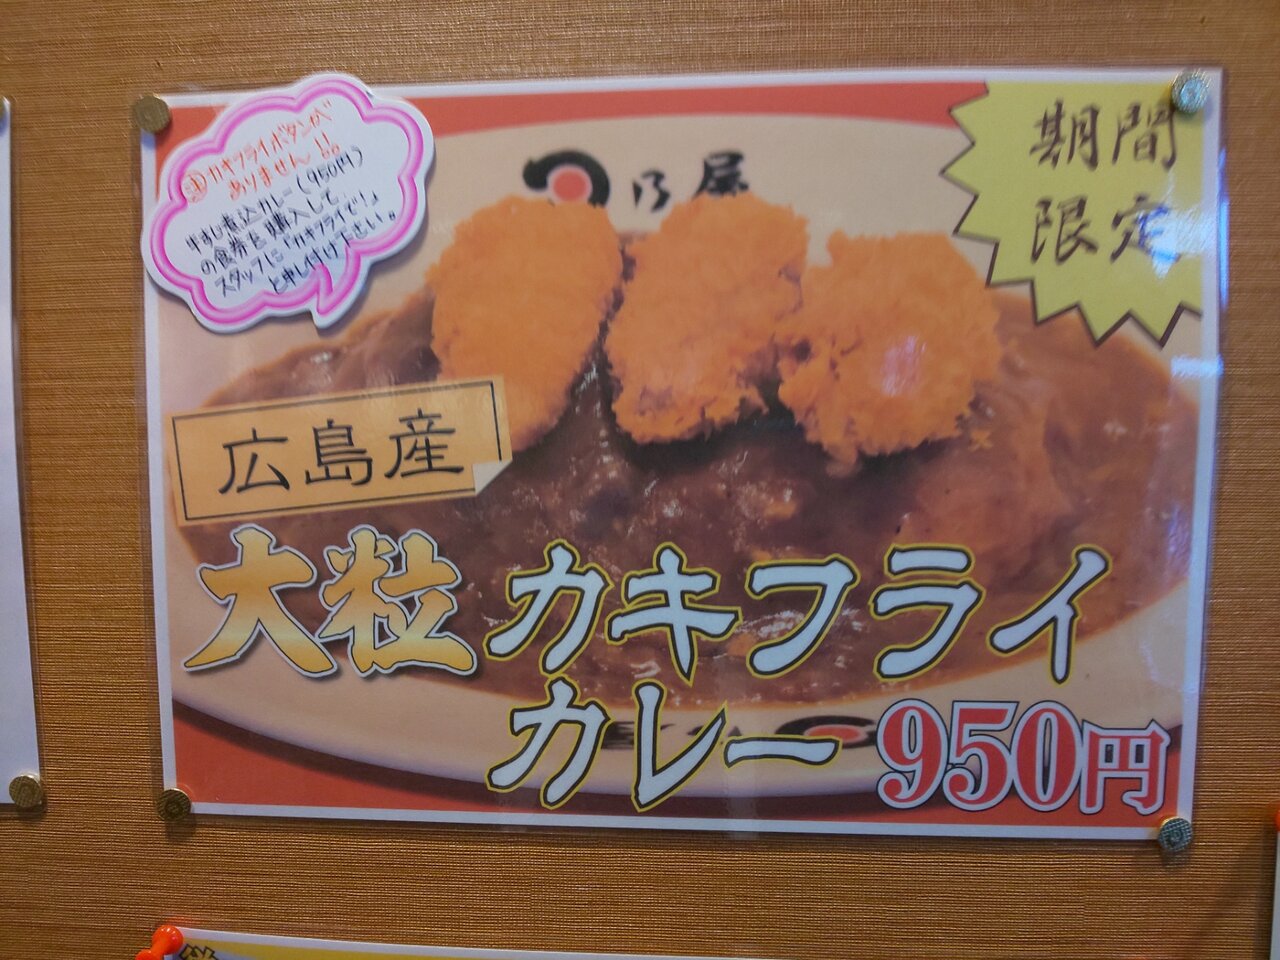 注 カキフライボタンが
ありません!!
牛すじ煮込カレー(950円)
の食券を購入して
スタッフに「カキフライで!」
と申し付け下さい。
期間
限定
日乃屋
広島産
大粒 カキフライ
カレー 950円